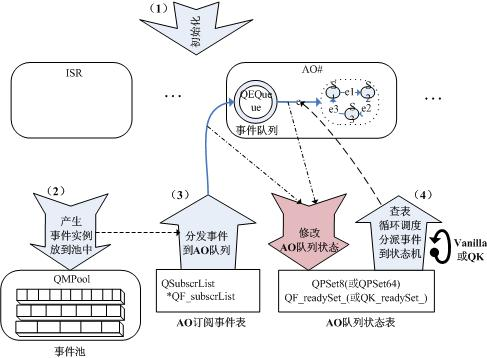 （1）
初始化
ISR
…
AO#
QEQue
ue
事件队列
S
1
e1
S
2
e3
e2
S
3
…
（2）
产生
事件实例
放到池中
（3）
分发事件
到AO队列
修改
AO队列状态
（4）
查表
循环调度
分派事件
到状态机
Vanilla
或QK
QMPool
事件池
QSubscrList
*QF_subscrList
AO订阅事件表
QPSet8(或QPSet64)
QF_readySet_(或QK_readySet_)
AO队列状态表